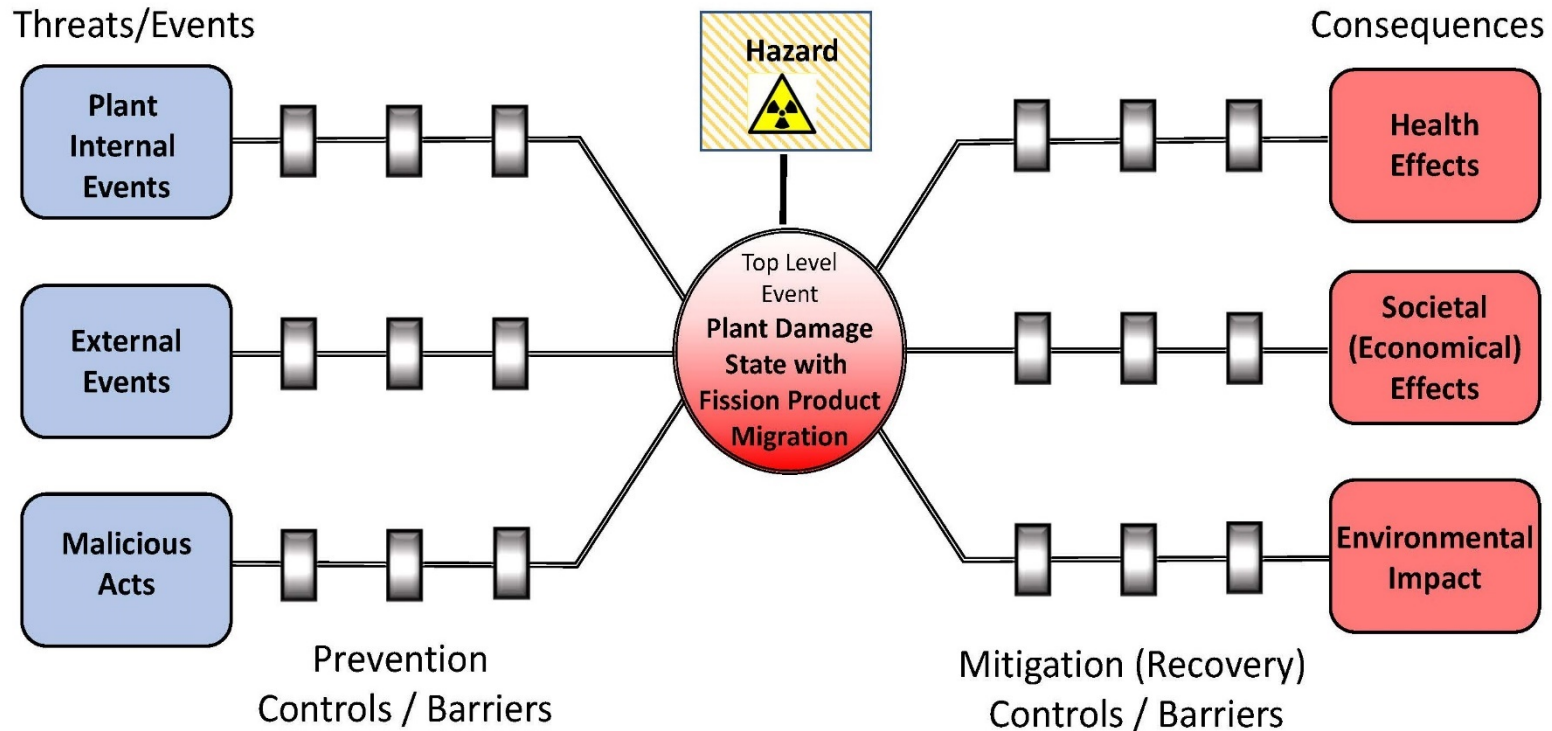 Threats/Events
Plant
Internal
Events
External
Events
Malicious
Acts
Prevention
Controls / Barriers
Hazard
Top Level
Event
Plant Damage
State with
Fission Product
Migration
Consequences
Health
Effects
Societal
(Economical)
Effects
Environmental
Impact
Mitigation (Recovery)
Controls / Barriers